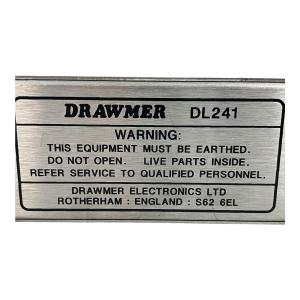 DRAWMER DL241
WARNING:
THIS EQUIPMENT MUST BE EARTHED.
DO NOT OPEN. LIVE PARTS INSIDE.
REFER SERVICE TO QUALIFIED PERSONNEL.
DRAWMER ELECTRONICS LTD
ROTHERHAM : ENGLAND : S62 6EL